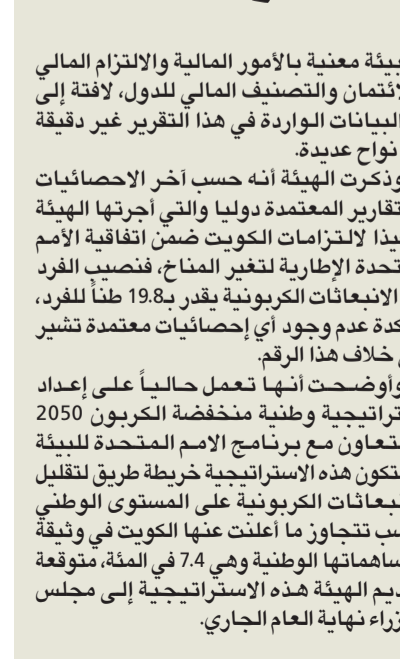 بيئة معنية بالأمور المالية والالتزام المالي
ائتمان والتصنيف المالي للدول، لافتة إلى
البيانات الواردة في هذا التقرير غير دقيقة
نواح عديدة.
وذكرت الهيئة أنه حسب آخر الاحصائيات
تقارير المعتمدة دوليا والتي أجرتها الهيئة
يذا لالتزامات الكويت ضمن اتفاقية الأمم
تحدة الإطارية لتغير المناخ، فنصيب الفرد
الانبعاثات الكربونية يقدر بـ19.8 طناً للفرد،
كدة عدم وجود أي إحصائيات معتمدة تشير
خلاف هذا الرقم.
وأوضحت أنها تعمل حالياً على إعداد
تراتيجية وطنية منخفضة الكربون 2050
تعاون مع برنامج الامم المتحدة للبيئة
تكون هذه الاستراتيجية خريطة طريق لتقليل
بعاثات الكربونية على المستوى الوطني
سب تتجاوز ما أعلنت عنها الكويت في وثيقة
ساهماتها الوطنية وهي 7.4 في المئة، متوقعة
ديم الهيئة هذه الاستراتيجية إلى مجلس
زراء نهاية العام الجاري.